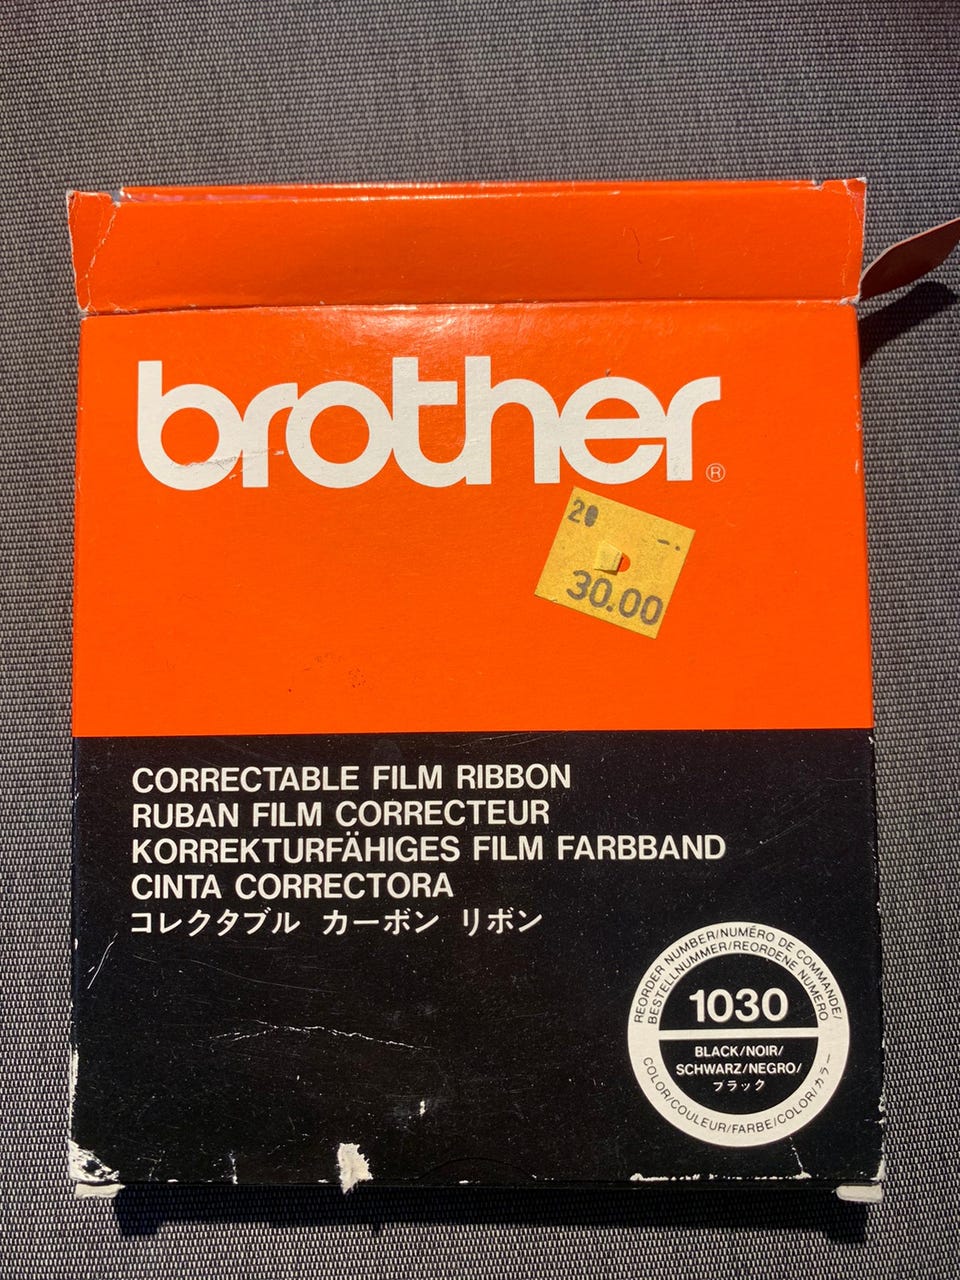 brother®
20 -.
30.00
CORRECTABLE FILM RIBBON
RUBAN FILM CORRECTEUR
KORREKTURFÄHIGES FILM FARBBAND
CINTA CORRECTORA
コレクタブル カーボン リボン
REORDER NUMBER/NUMÉRO DE COMMANDE/
BESTELLNUMMER/REORDENE NUMERO
1030
BLACK/NOIR/
SCHWARZ/NEGRO/
ブラック
COLOR/COULEUR/FARBE/COLOR/カラー